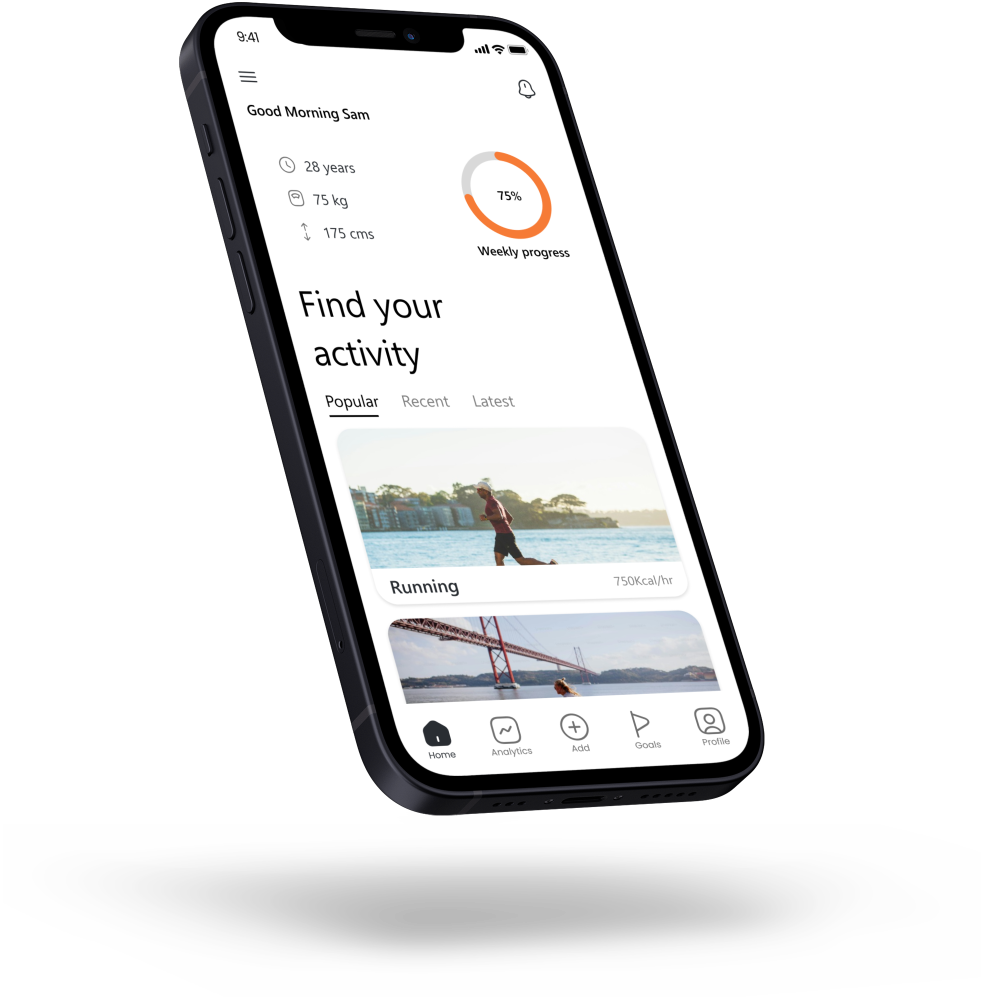 9:41
Good Morning Sam
28 years
75 kg
175 cms
75%
Weekly progress
Find your
activity
Popular Recent Latest
Running 750Kcal/hr
Home Analytics Add Goals Profile